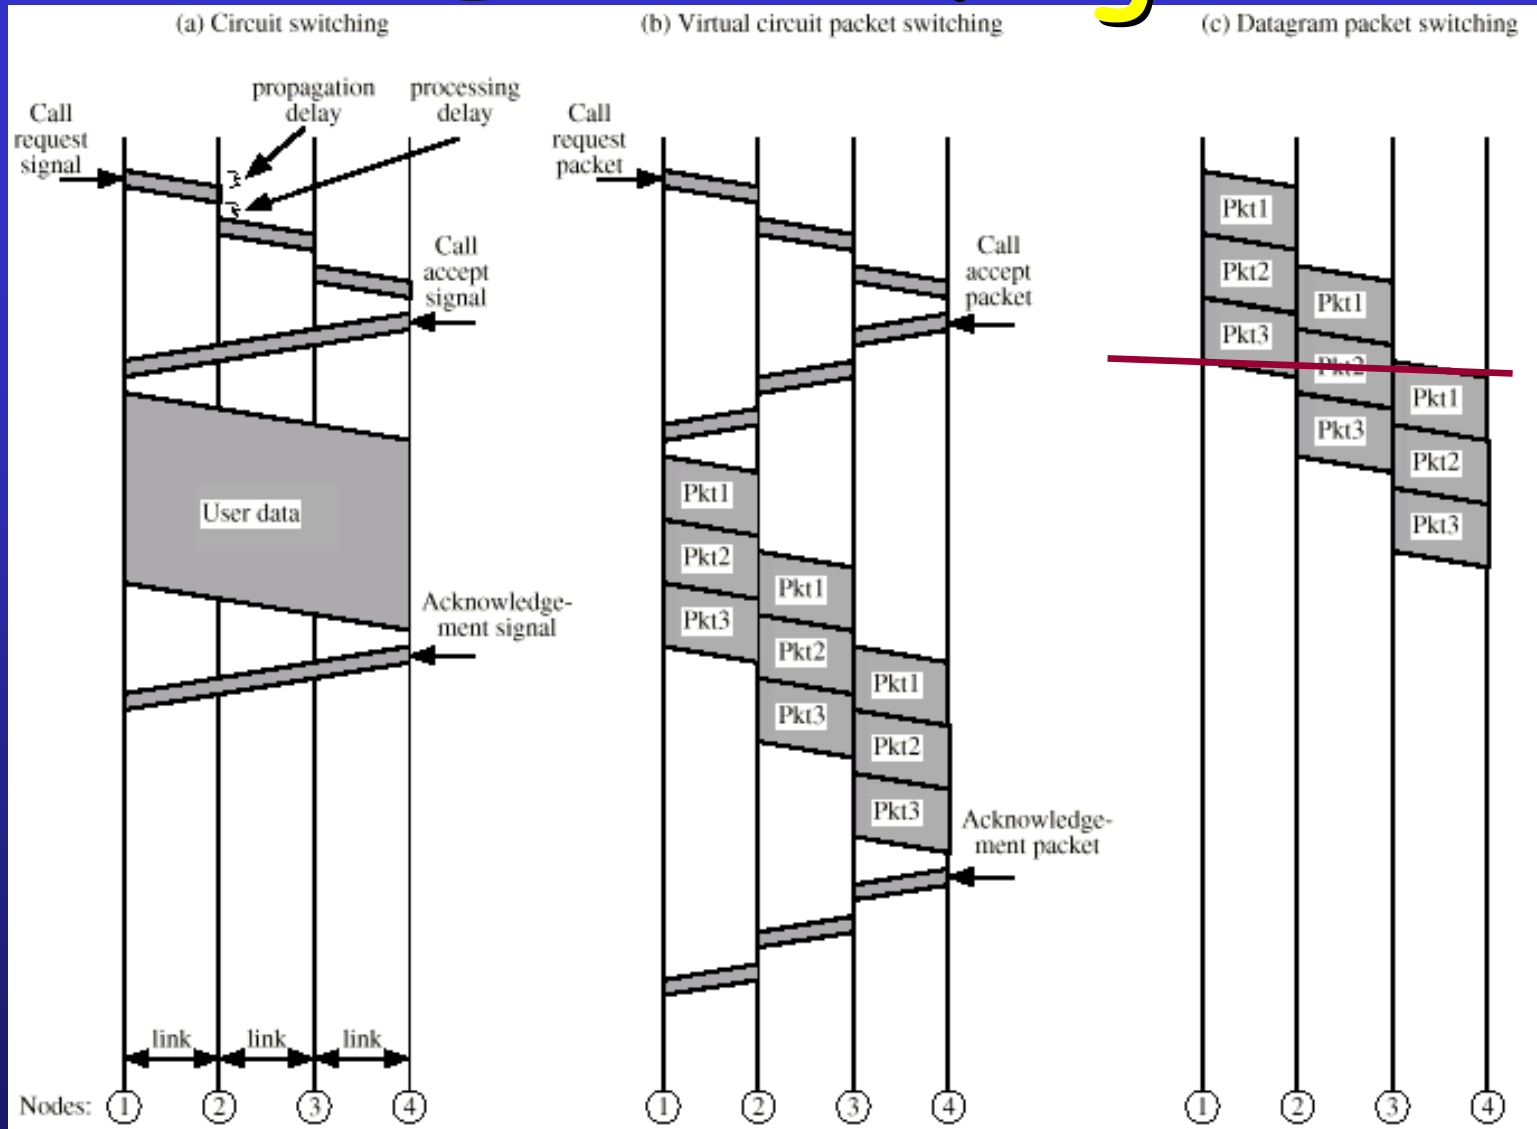 (a) Circuit switching
propagation
delay
processing
delay
Call
request
signal
Call
accept
signal
User data
Acknowledge-
ment signal
link
link
link
Nodes:
1
2
3
4
(b) Virtual circuit packet switching
Call
request
packet
Call
accept
packet
Pkt1
Pkt2
Pkt3
Pkt1
Pkt2
Pkt3
Pkt1
Pkt2
Pkt3
Acknowledge-
ment packet
1
2
3
4
(c) Datagram packet switching
Pkt1
Pkt2
Pkt3
Pkt1
Pkt2
Pkt3
Pkt1
Pkt2
Pkt3
1
2
3
4